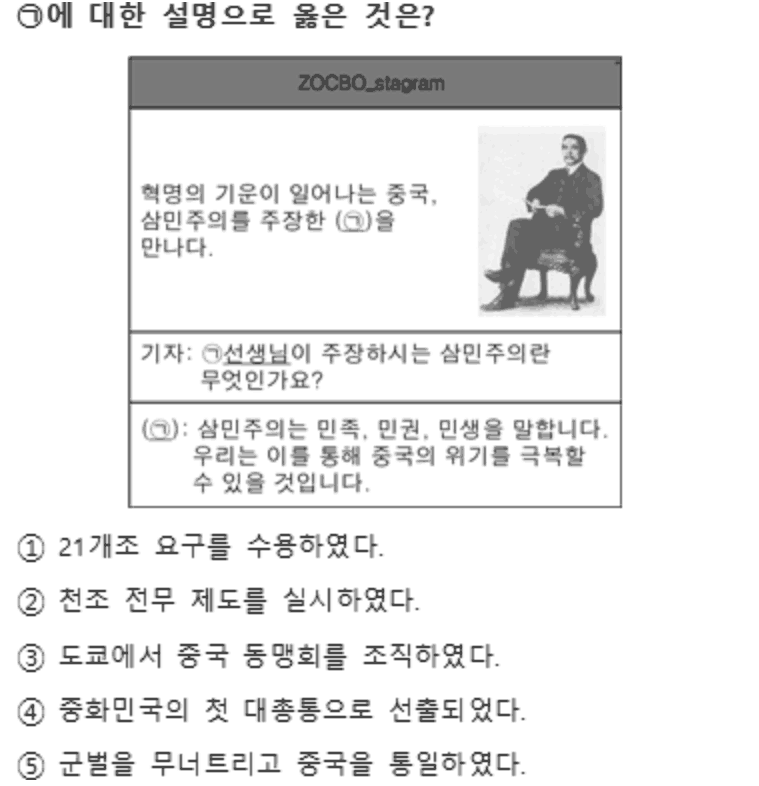 ㉠에 대한 설명으로 옳은 것은?
ZOCBO_stagram
혁명의 기운이 일어나는 중국,
삼민주의를 주장한 (㉠)을
만나다.
기자: ㉠선생님이 주장하시는 삼민주의란
무엇인가요?
(㉠): 삼민주의는 민족, 민권, 민생을 말합니다.
우리는 이를 통해 중국의 위기를 극복할
수 있을 것입니다.
① 21개조 요구를 수용하였다.
② 천조 전무 제도를 실시하였다.
③ 도쿄에서 중국 동맹회를 조직하였다.
④ 중화민국의 첫 대총통으로 선출되었다.
⑤ 군벌을 무너트리고 중국을 통일하였다.